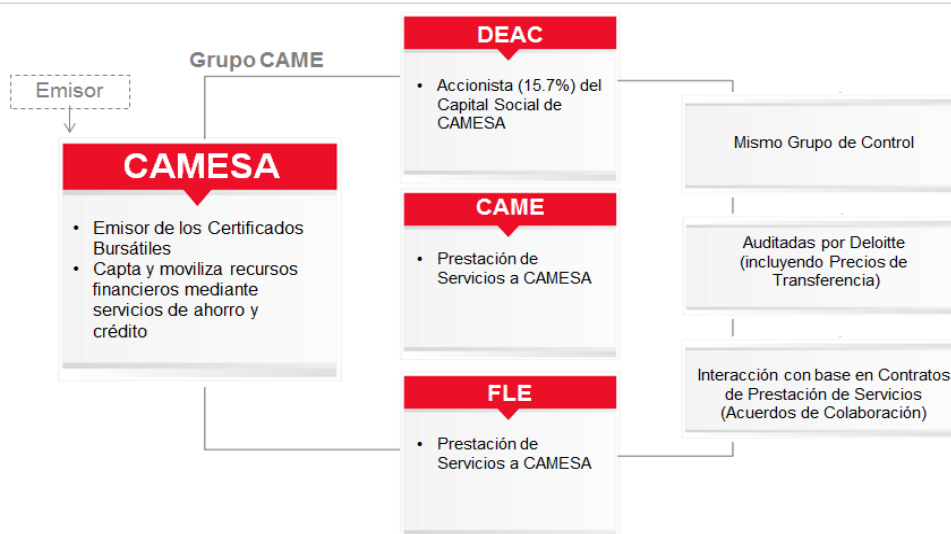 Grupo CAME
Emisor
CAMESA
• Emisor de los Certificados
Bursátiles
• Capta y moviliza recursos
financieros mediante
servicios de ahorro y
crédito
DEAC
• Accionista (15.7%) del
Capital Social de
CAMESA
CAME
• Prestación de
Servicios a CAMESA
FLE
• Prestación de
Servicios a CAMESA
Mismo Grupo de Control
Auditadas por Deloitte
(incluyendo Precios de
Transferencia)
Interacción con base en Contratos
de Prestación de Servicios
(Acuerdos de Colaboración)